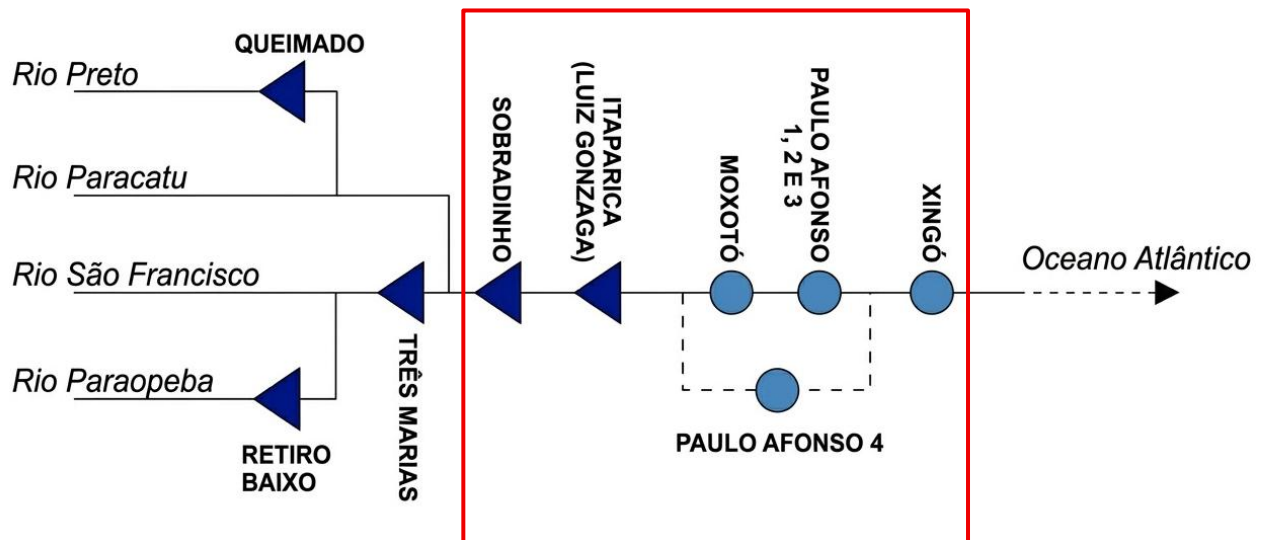 QUEIMADO
Rio Preto
Rio Paracatu
Rio São Francisco
Rio Paraopeba
RETIRO
BAIXO
TRÊS MARIAS
SOBRADINHO
ITAPARICA
(LUIZ GONZAGA)
MOXOTÓ
PAULO AFONSO
1, 2 E 3
XINGÓ
PAULO AFONSO 4
Oceano Atlântico